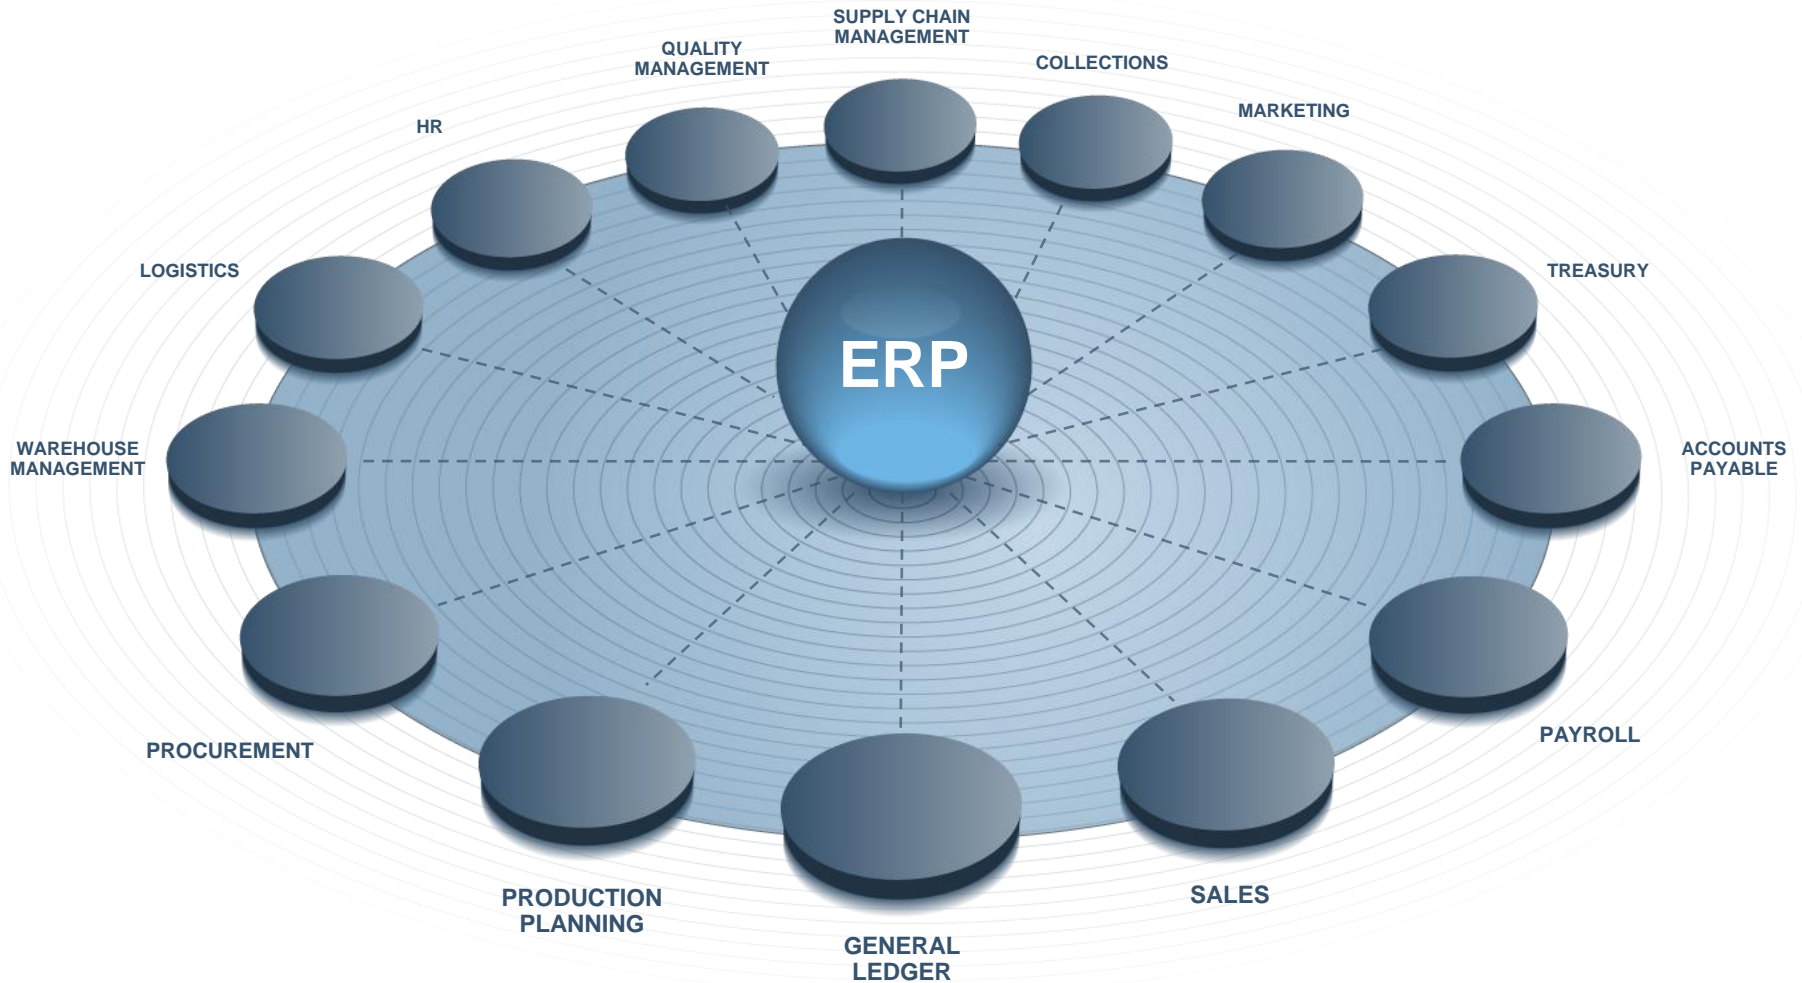 SUPPLY CHAIN
MANAGEMENT
QUALITY
MANAGEMENT
COLLECTIONS
MARKETING
HR
LOGISTICS
TREASURY
ERP
WAREHOUSE
MANAGEMENT
ACCOUNTS
PAYABLE
PROCUREMENT
PAYROLL
PRODUCTION
PLANNING
SALES
GENERAL
LEDGER